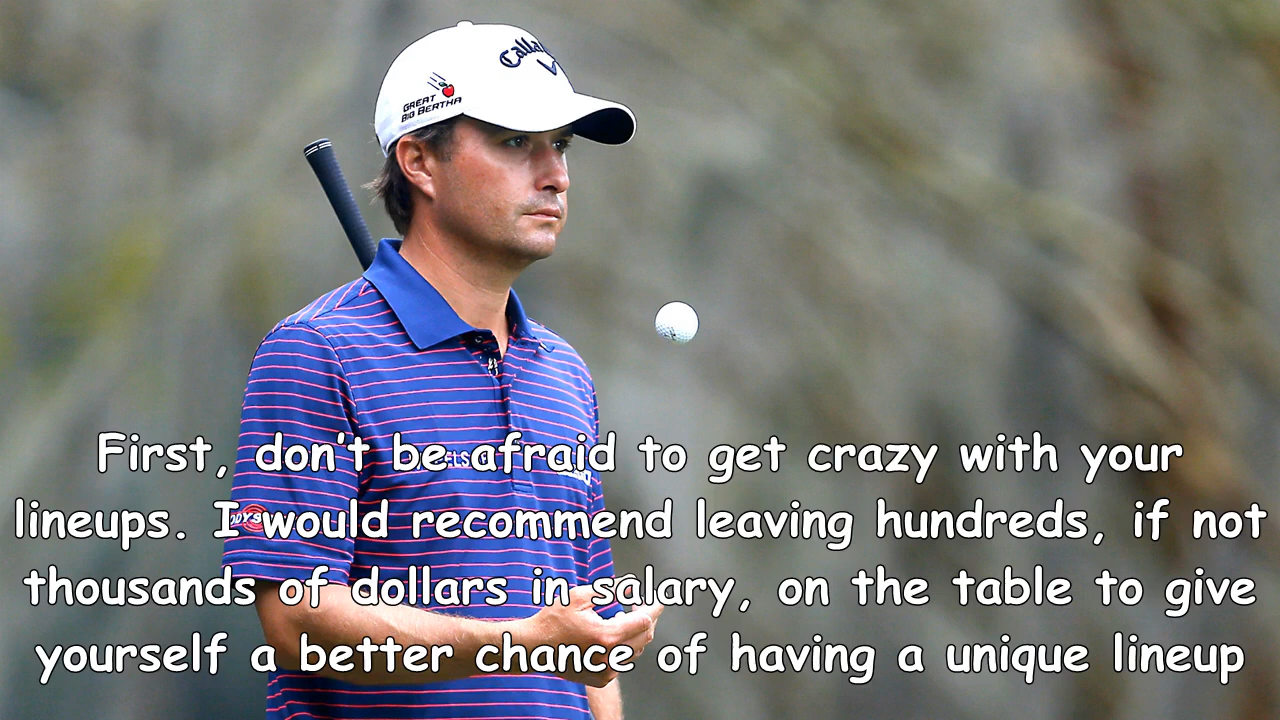 Callaw
GREAT
BIG BERTHA
First, don't be afraid to get crazy with your
lineups. I would recommend leaving hundreds, if not
thousands of dollars in salary, on the table to give
yourself a better chance of having a unique lineup